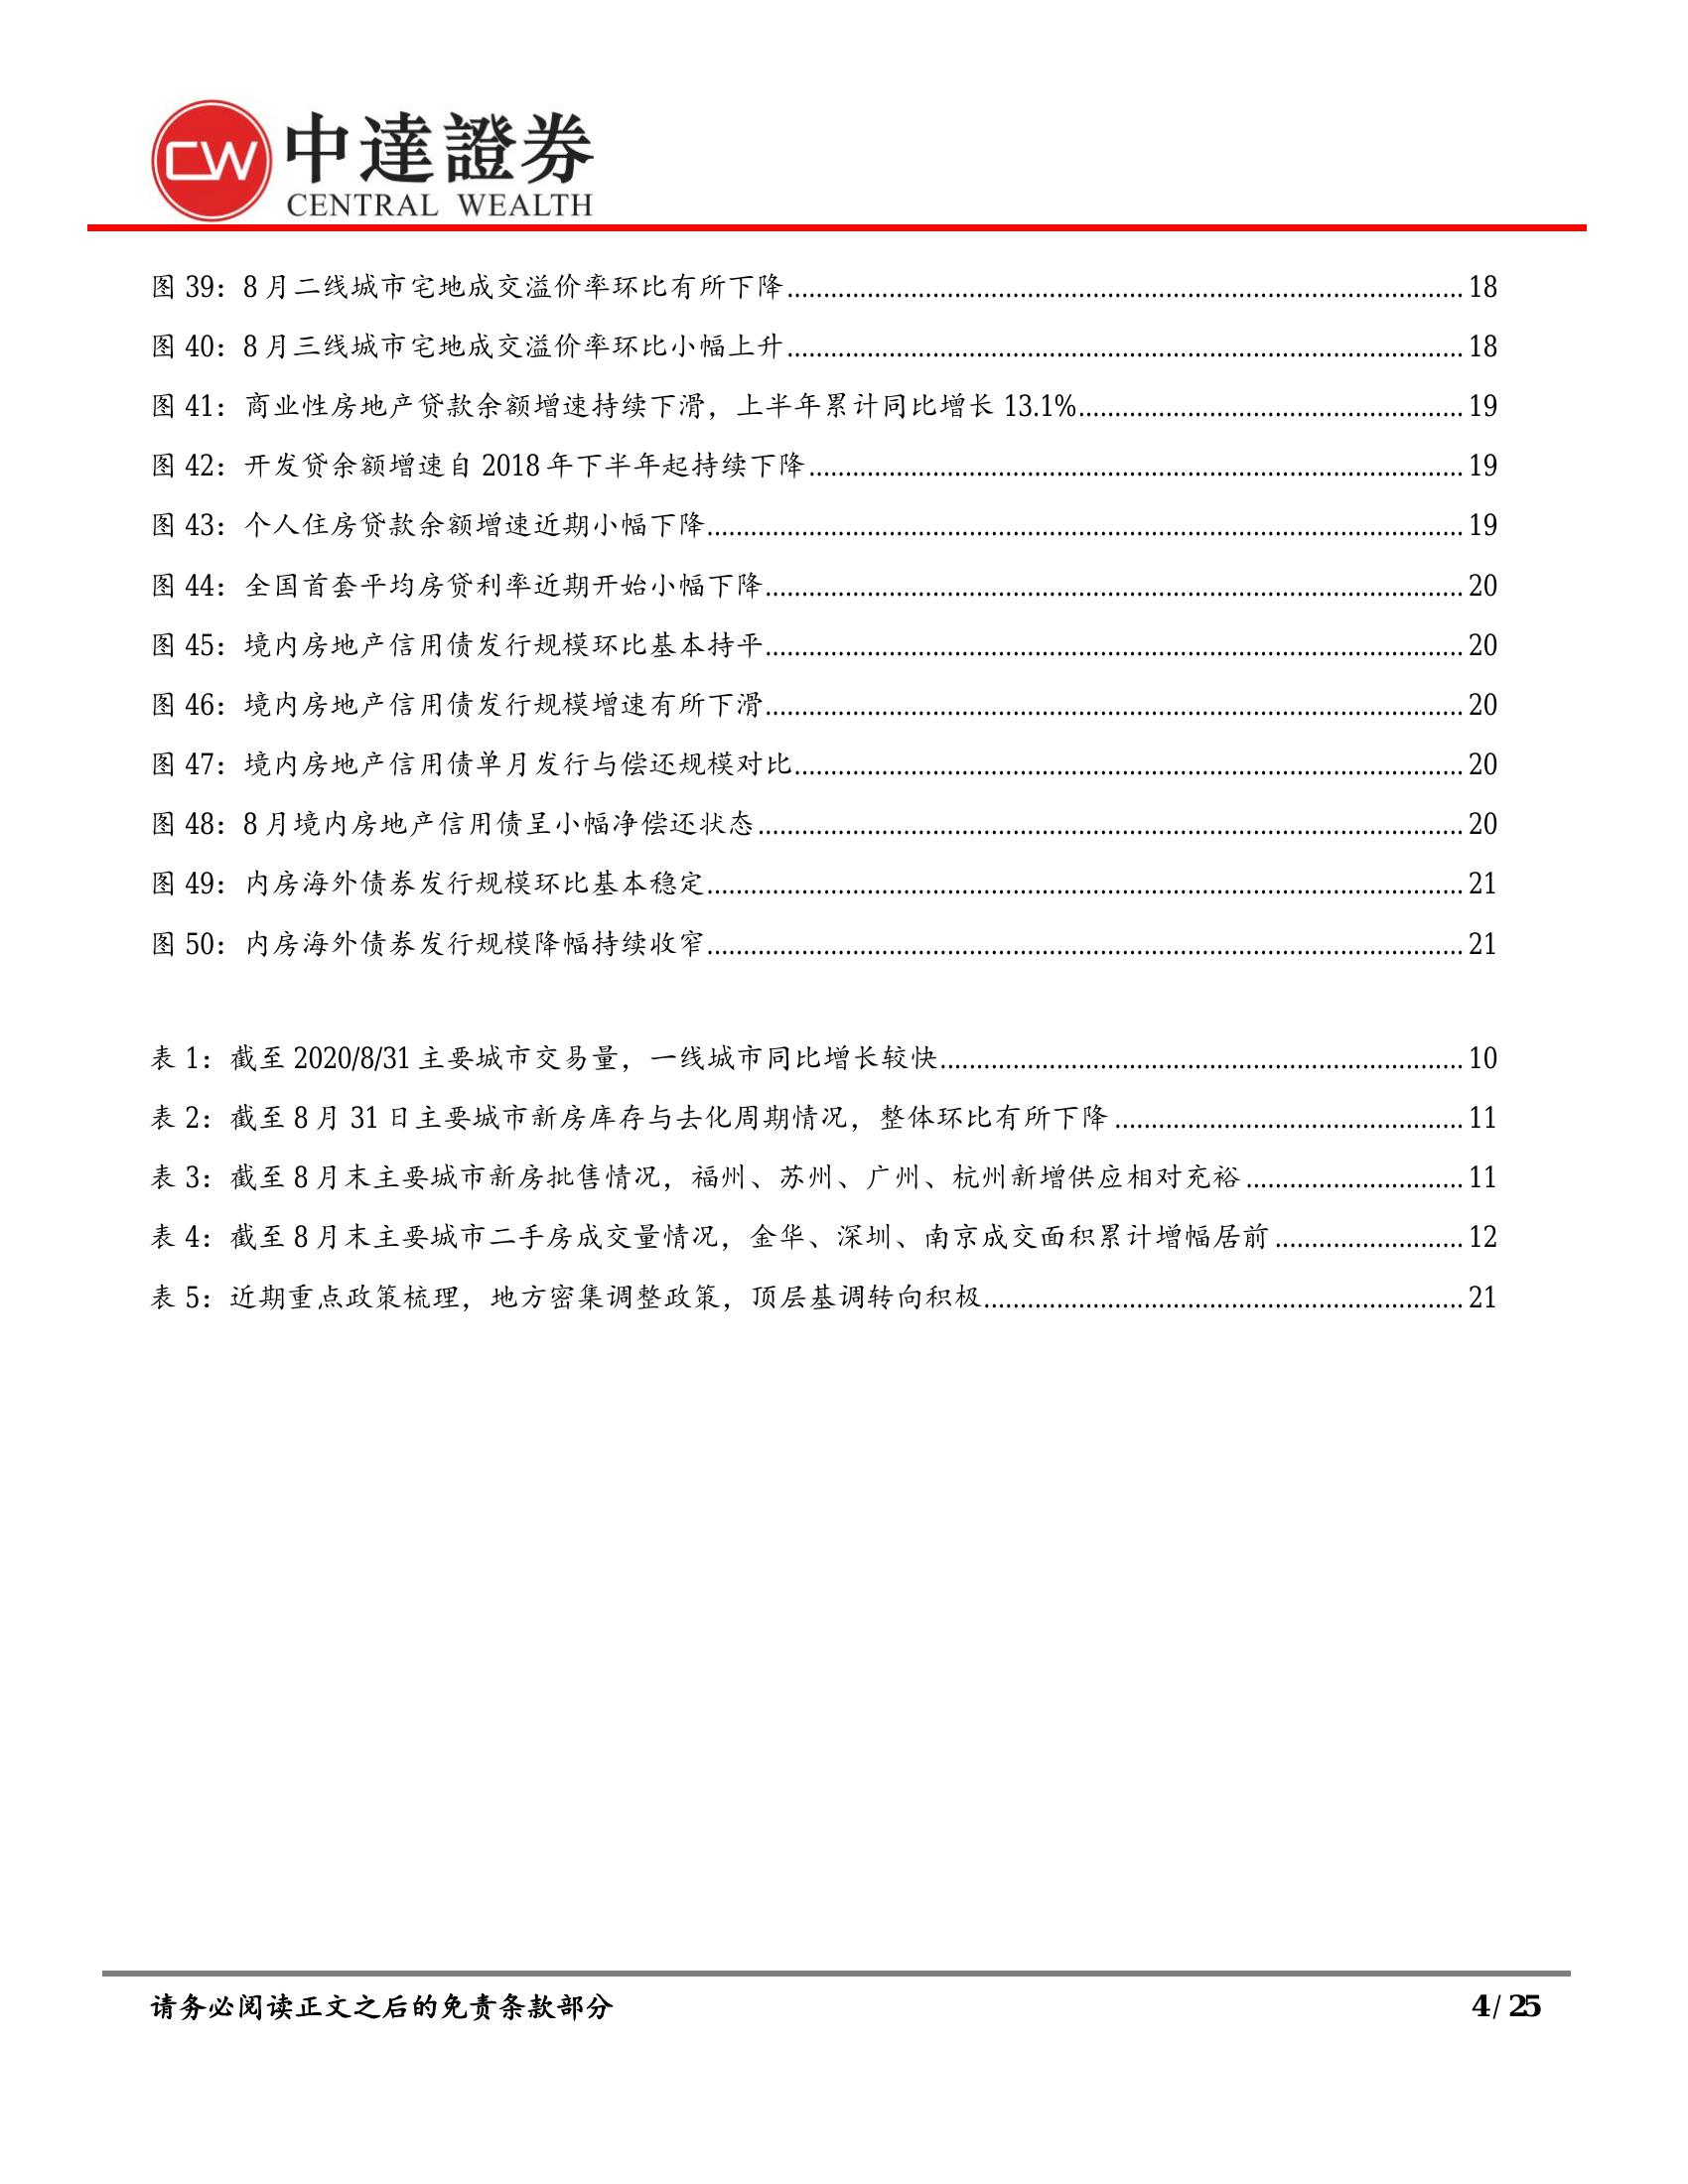 CW 中達證券
CENTRAL WEALTH
图 39：8 月二线城市宅地成交溢价率环比有所下降 18
图 40：8 月三线城市宅地成交溢价率环比小幅上升 18
图 41：商业性房地产贷款余额增速持续下滑，上半年累计同比增长 13.1% 19
图 42：开发贷余额增速自 2018 年下半年起持续下降 19
图 43：个人住房贷款余额增速近期小幅下降 19
图 44：全国首套平均房贷利率近期开始小幅下降 20
图 45：境内房地产信用债发行规模环比基本持平 20
图 46：境内房地产信用债发行规模增速有所下滑 20
图 47：境内房地产信用债单月发行与偿还规模对比 20
图 48：8 月境内房地产信用债呈小幅净偿还状态 20
图 49：内房海外债券发行规模环比基本稳定 21
图 50：内房海外债券发行规模降幅持续收窄 21
表 1：截至 2020/8/31 主要城市交易量，一线城市同比增长较快 10
表 2：截至 8 月 31 日主要城市新房库存与去化周期情况，整体环比有所下降 11
表 3：截至 8 月末主要城市新房批售情况，福州、苏州、广州、杭州新增供应相对充裕 11
表 4：截至 8 月末主要城市二手房成交量情况，金华、深圳、南京成交面积累计增幅居前 12
表 5：近期重点政策梳理，地方密集调整政策，顶层基调转向积极 21
请务必阅读正文之后的免责条款部分 4 / 25